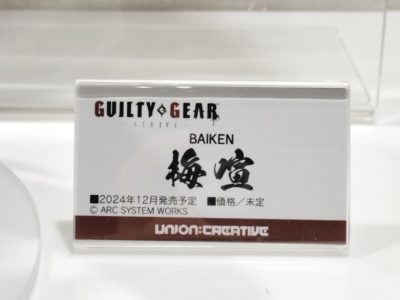 GUILTY GEAR
STRIVE
BAIKEN
梅喧
■2024年12月発売予定 ■価格/未定
© ARC SYSTEM WORKS
UNION:CREATIVE